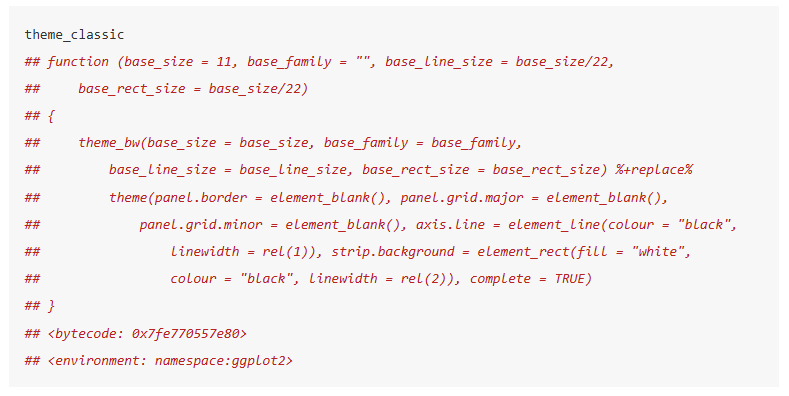 theme_classic
## function (base_size = 11, base_family = "", base_line_size = base_size/22,
##     base_rect_size = base_size/22)
## {
##     theme_bw(base_size = base_size, base_family = base_family,
##         base_line_size = base_line_size, base_rect_size = base_rect_size) %+replace%
##         theme(panel.border = element_blank(), panel.grid.major = element_blank(),
##             panel.grid.minor = element_blank(), axis.line = element_line(colour = "black",
##                 linewidth = rel(1)), strip.background = element_rect(fill = "white",
##                 colour = "black", linewidth = rel(2)), complete = TRUE)
## }
## <bytecode: 0x7fe770557e80>
## <environment: namespace:ggplot2>